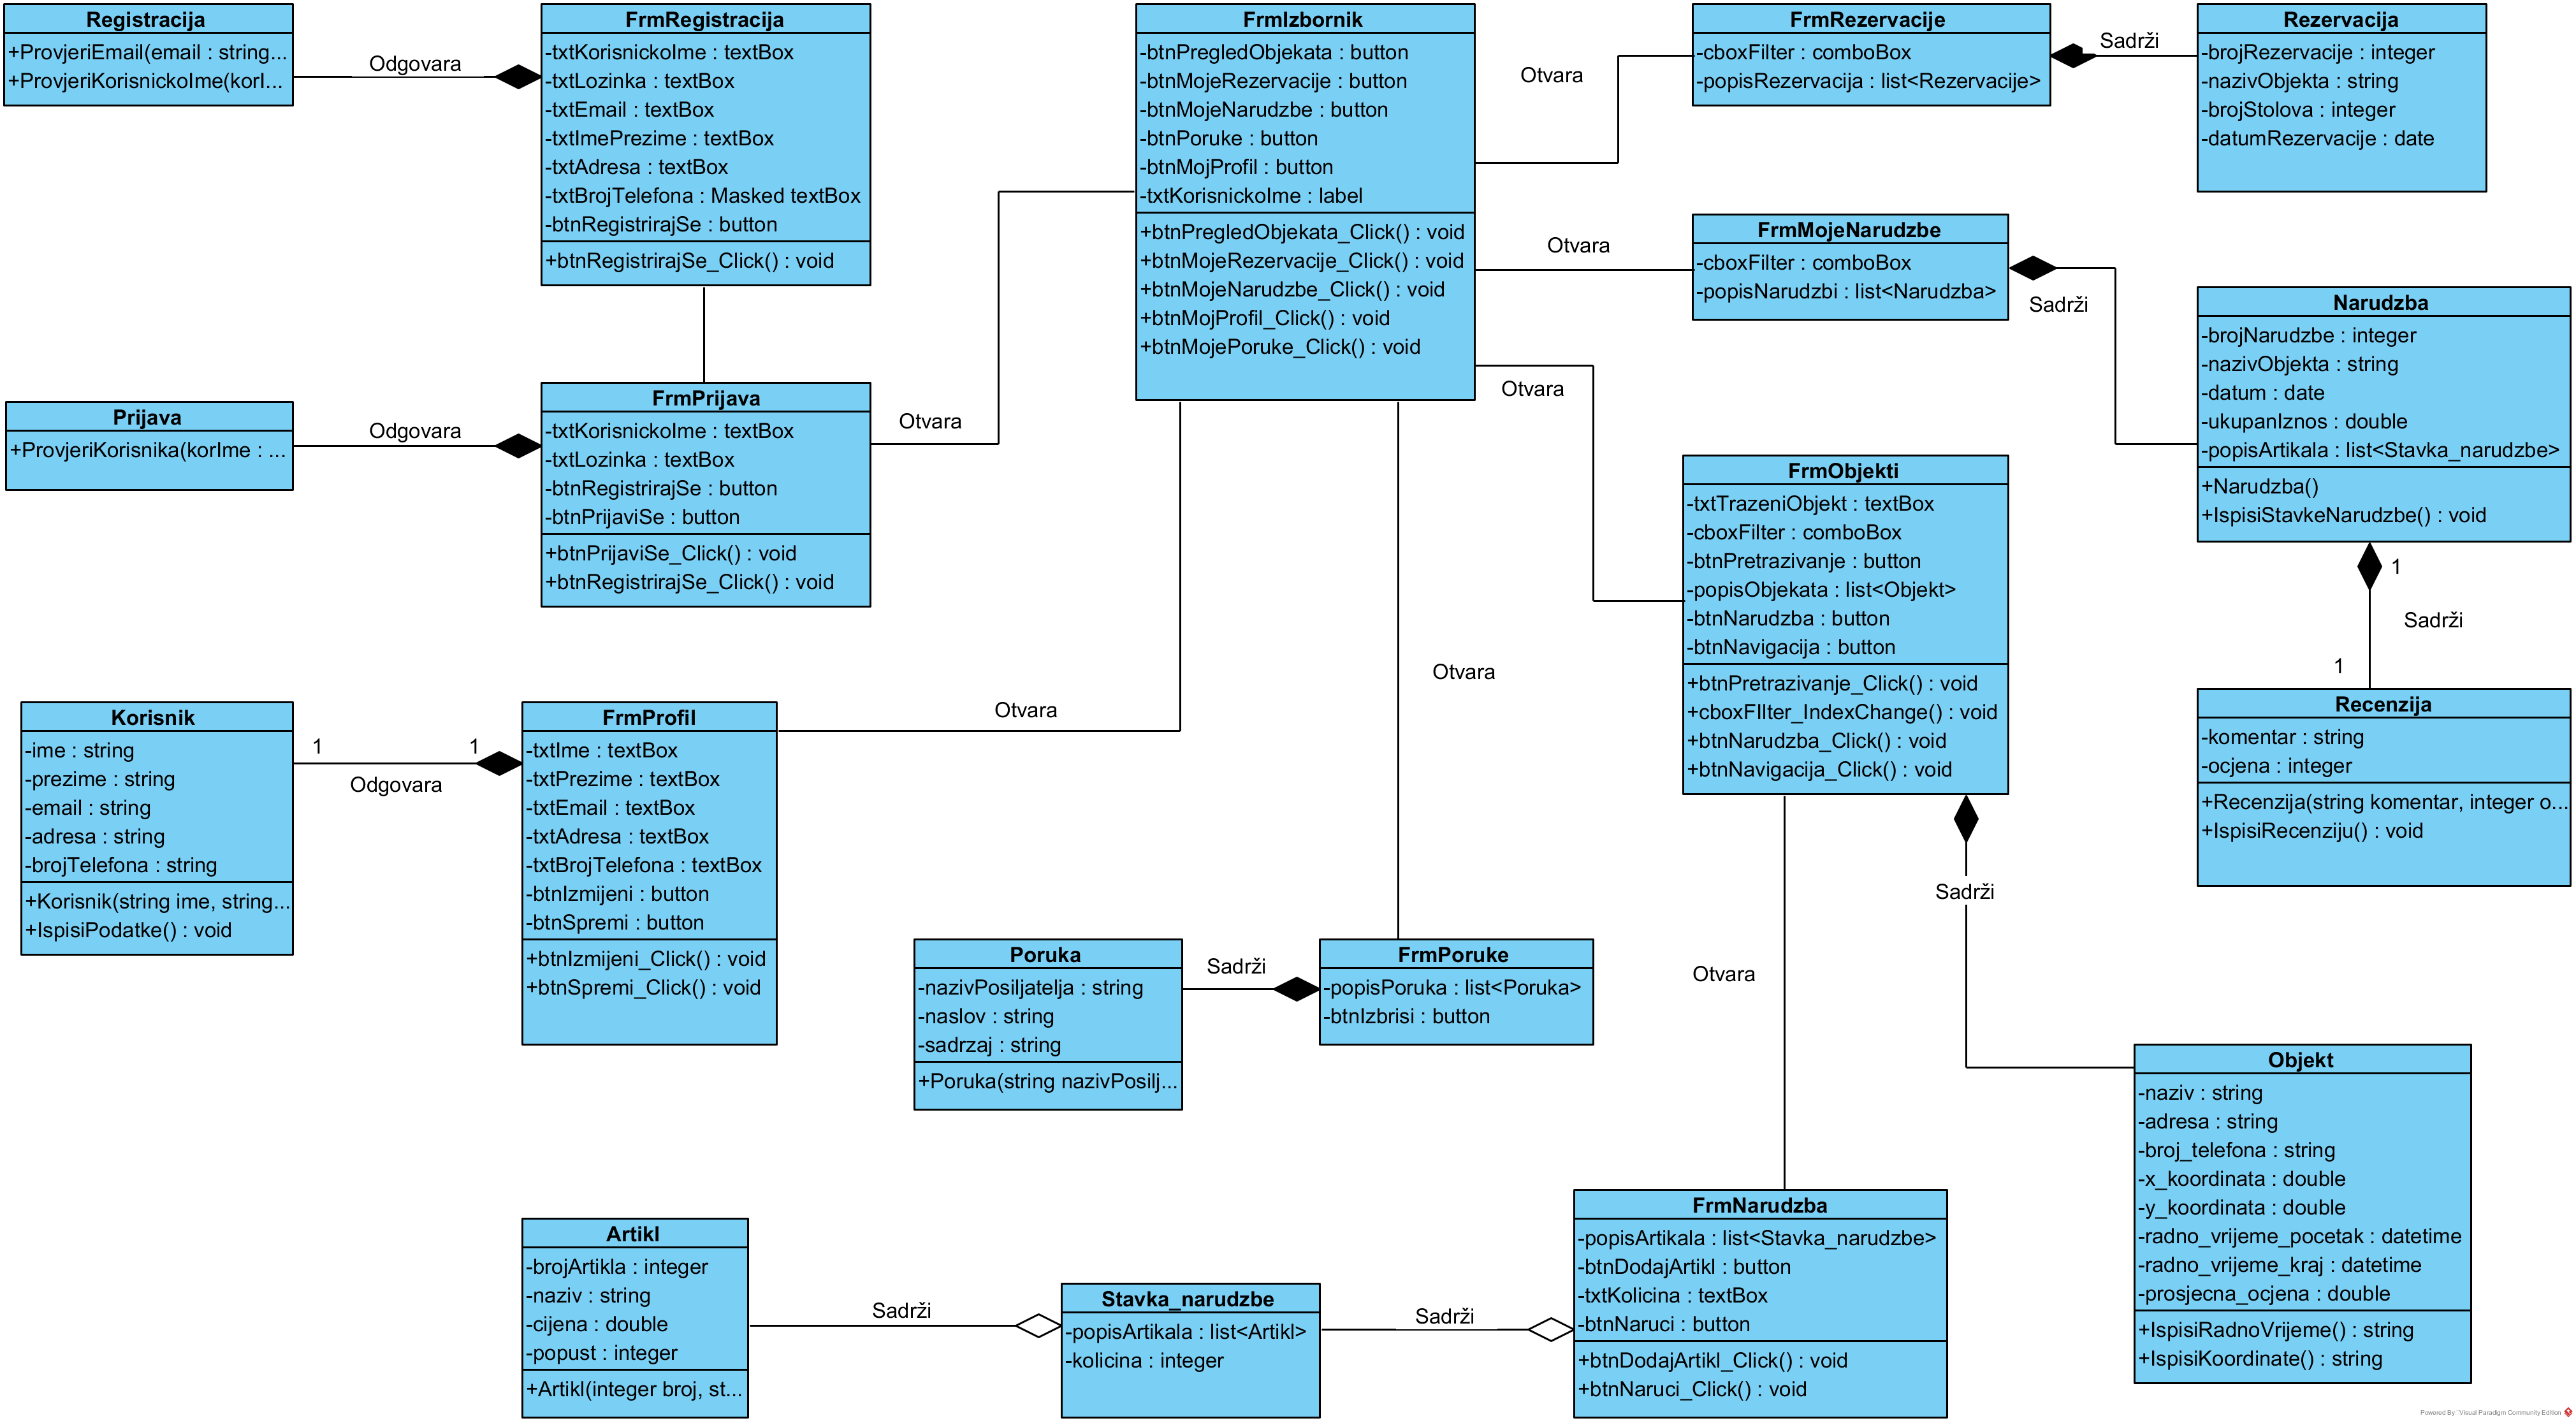 Registracija
+ProvjeriEmail(email : string...
+ProvjeriKorisnickoIme(korI...
Odgovara
FrmRegistracija
-txtKorisnickoIme : textBox
-txtLozinka : textBox
-txtEmail : textBox
-txtImePrezime : textBox
-txtAdresa : textBox
-txtBrojTelefona : Masked textBox
-btnRegistrirajSe : button
+btnRegistrirajSe_Click() : void
FrmIzbornik
-btnPregledObjekata : button
-btnMojeRezervacije : button
-btnMojeNarudzbe : button
-btnPoruke : button
-btnMojProfil : button
-txtKorisnickoIme : label
+btnPregledObjekata_Click() : void
+btnMojeRezervacije_Click() : void
+btnMojeNarudzbe_Click() : void
+btnMojProfil_Click() : void
+btnMojePoruke_Click() : void
Otvara
FrmRezervacije
-cboxFilter : comboBox
-popisRezervacija : list<Rezervacije>
Sadrži
Rezervacija
-brojRezervacije : integer
-nazivObjekta : string
-brojStolova : integer
-datumRezervacije : date
Otvara
FrmMojeNarudzbe
-cboxFilter : comboBox
-popisNarudzbi : list<Narudzba>
Sadrži
Narudzba
-brojNarudzbe : integer
-nazivObjekta : string
-datum : date
-ukupanIznos : double
-popisArtikala : list<Stavka_narudzbe>
+Narudzba()
+IspisiStavkeNarudzbe() : void
Prijava
+ProvjeriKorisnika(korIme : ...
Odgovara
FrmPrijava
-txtKorisnickoIme : textBox
-txtLozinka : textBox
-btnRegistrirajSe : button
-btnPrijaviSe : button
+btnPrijaviSe_Click() : void
+btnRegistrirajSe_Click() : void
Otvara
Otvara
FrmObjekti
-txtTrazeniObjekt : textBox
-cboxFilter : comboBox
-btnPretrazivanje : button
-popisObjekata : list<Objekt>
-btnNarudzba : button
-btnNavigacija : button
+btnPretrazivanje_Click() : void
+cboxFIlter_IndexChange() : void
+btnNarudzba_Click() : void
+btnNavigacija_Click() : void
1
Sadrži
1
Recenzija
-komentar : string
-ocjena : integer
+Recenzija(string komentar, integer o...
+IspisiRecenziju() : void
Korisnik
-ime : string
-prezime : string
-email : string
-adresa : string
-brojTelefona : string
+Korisnik(string ime, string...
+IspisiPodatke() : void
1
1
Odgovara
FrmProfil
-txtIme : textBox
-txtPrezime : textBox
-txtEmail : textBox
-txtAdresa : textBox
-txtBrojTelefona : textBox
-btnIzmijeni : button
-btnSpremi : button
+btnIzmijeni_Click() : void
+btnSpremi_Click() : void
Otvara
Otvara
Poruka
-nazivPosiljatelja : string
-naslov : string
-sadrzaj : string
+Poruka(string nazivPosilj...
Sadrži
FrmPoruke
-popisPoruka : list<Poruka>
-btnIzbrisi : button
Otvara
Sadrži
Objekt
-naziv : string
-adresa : string
-broj_telefona : string
-x_koordinata : double
-y_koordinata : double
-radno_vrijeme_pocetak : datetime
-radno_vrijeme_kraj : datetime
-prosjecna_ocjena : double
+IspisiRadnoVrijeme() : string
+IspisiKoordinate() : string
Artikl
-brojArtikla : integer
-naziv : string
-cijena : double
-popust : integer
+Artikl(integer broj, st...
Sadrži
Stavka_narudzbe
-popisArtikala : list<Artikl>
-kolicina : integer
Sadrži
FrmNarudzba
-popisArtikala : list<Stavka_narudzbe>
-btnDodajArtikl : button
-txtKolicina : textBox
-btnNaruci : button
+btnDodajArtikl_Click() : void
+btnNaruci_Click() : void
Powered By Visual Paradigm Community Edition